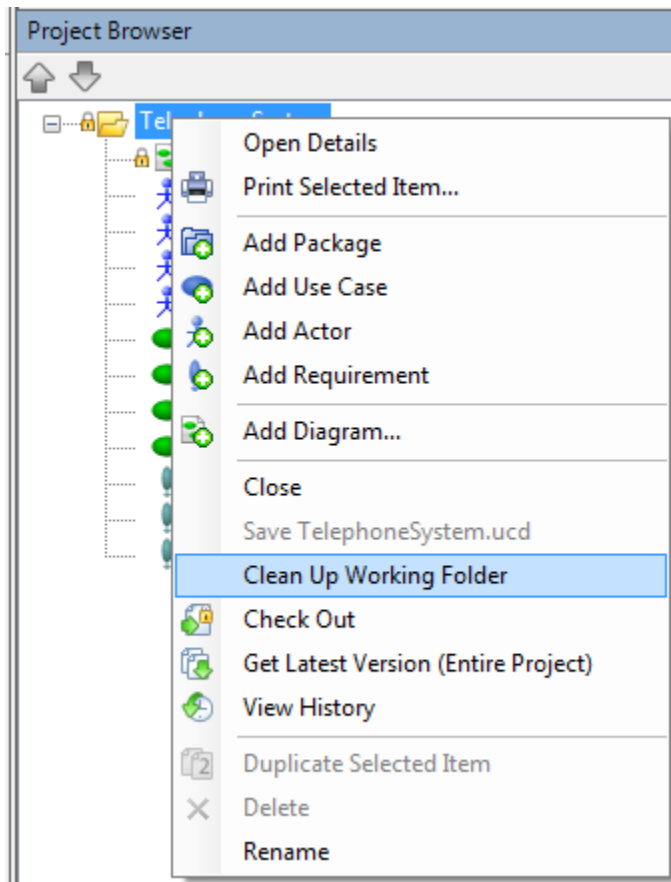 Project Browser
Open Details
Print Selected Item...
Add Package
Add Use Case
Add Actor
Add Requirement
Add Diagram...
Close
Save TelephoneSystem.ucd
Clean Up Working Folder
Check Out
Get Latest Version (Entire Project)
View History
Duplicate Selected Item
Delete
Rename